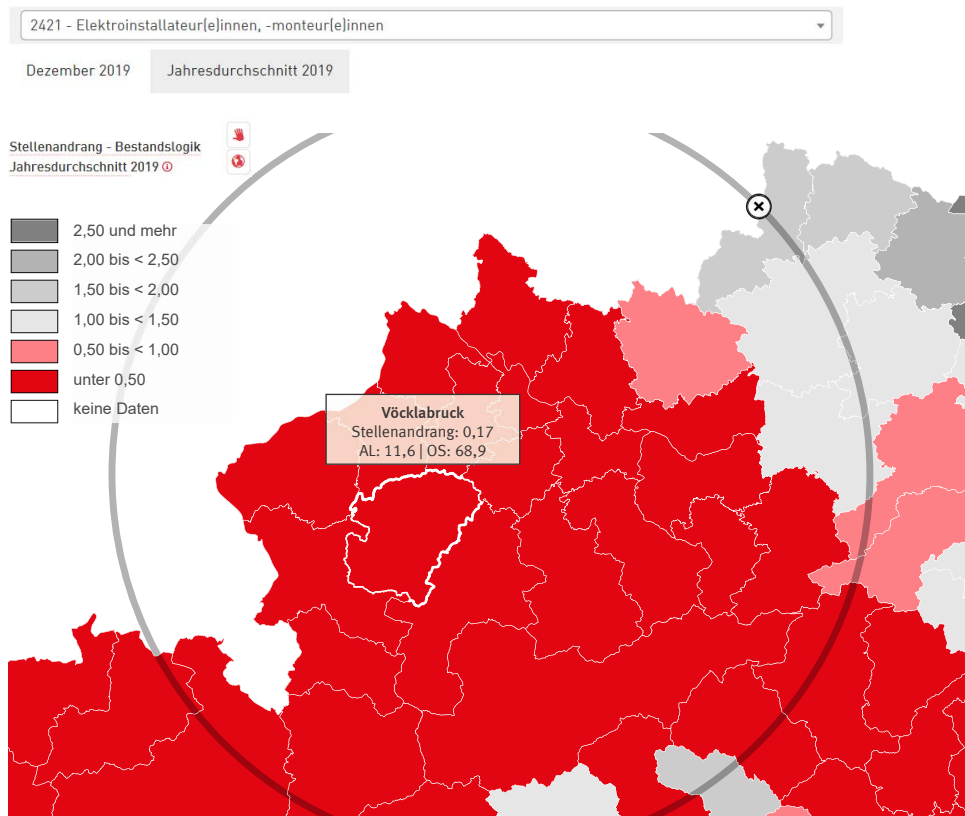 2421 - Elektroinstallateur(e)innen, -monteur(e)innen
Dezember 2019
Jahresdurchschnitt 2019
Stellenandrang - Bestandslogik
Jahresdurchschnitt 2019
2,50 und mehr
2,00 bis < 2,50
1,50 bis < 2,00
1,00 bis < 1,50
0,50 bis < 1,00
unter 0,50
keine Daten
Vöcklabruck
Stellenandrang: 0,17
AL: 11,6 | OS: 68,9